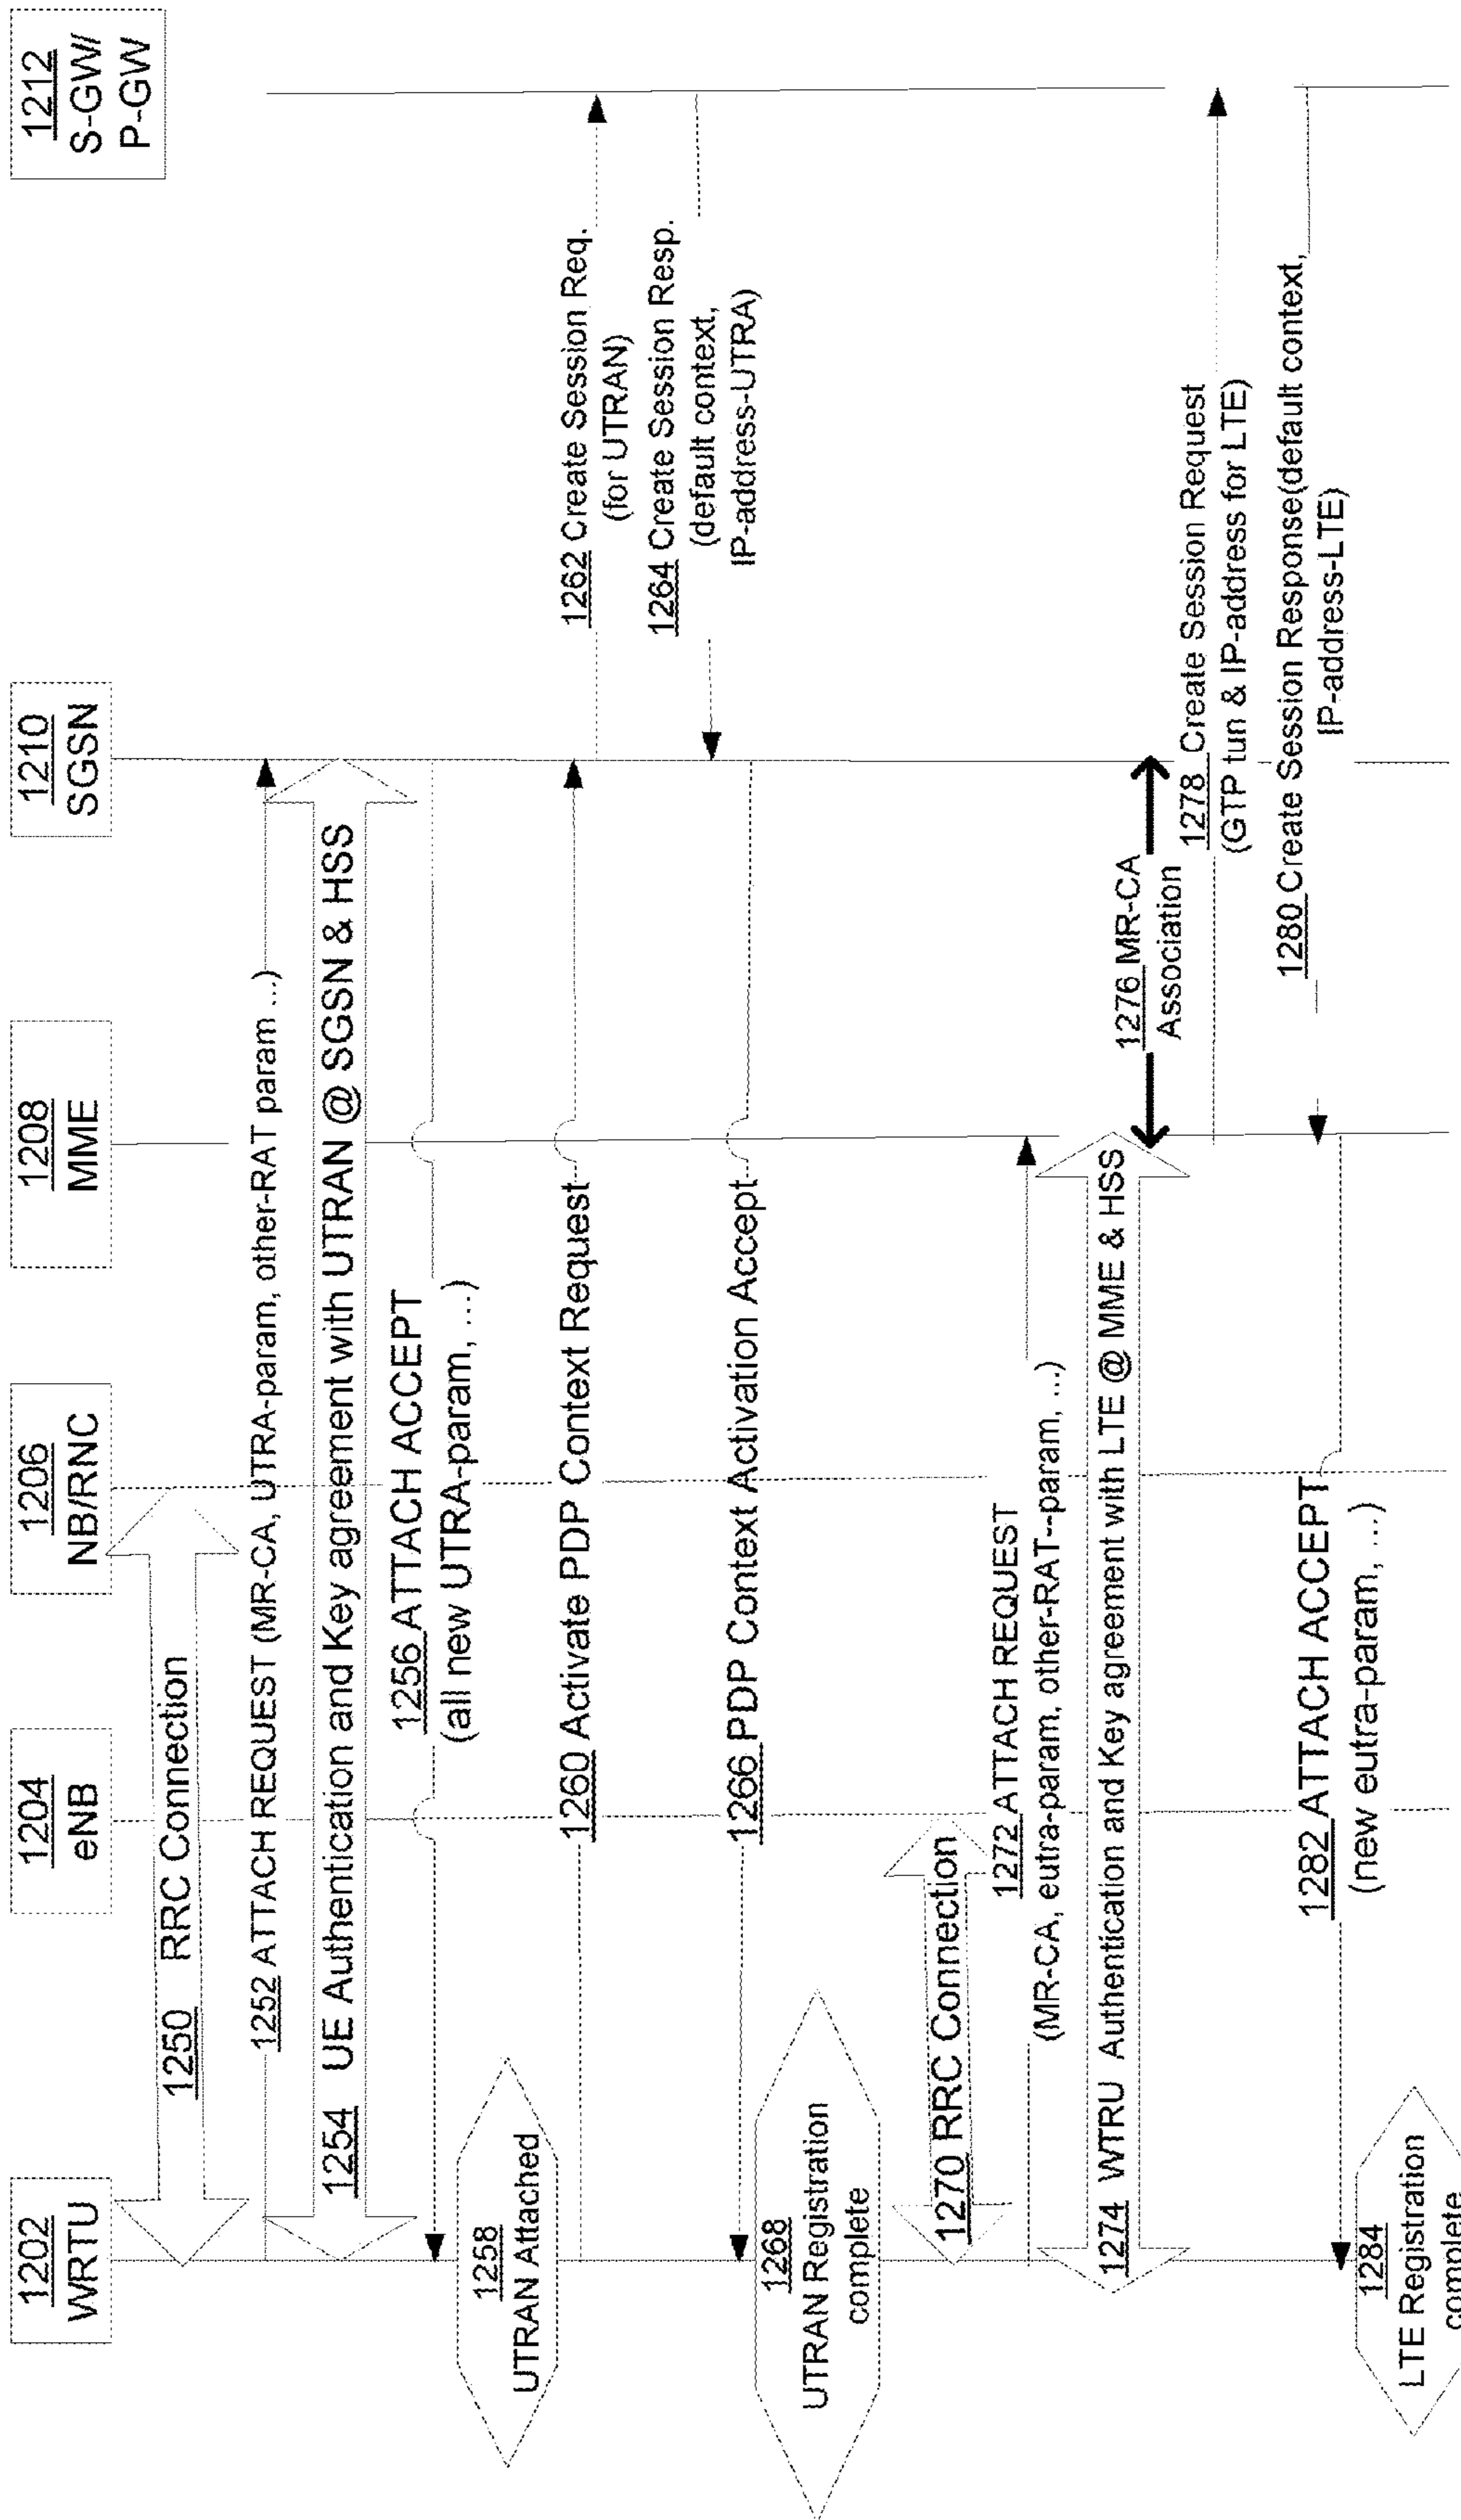 1202
WRTU
1204
eNB
1206
NB/RNC
1208
MME
1210
SGSN
1212
S-GW/
P-GW
1250 RRC Connection
1252 ATTACH REQUEST (MR-CA, UTRA-param, other-RAT param ...)
1254 UE Authentication and Key agreement with UTRAN @ SGSN & HSS
1256 ATTACH ACCEPT
(all new UTRA-param, ...)
1258
UTRAN Attached
1260 Activate PDP Context Request
1262 Create Session Req.
(for UTRAN)
1264 Create Session Resp.
(default context,
IP-address-UTRA)
1266 PDP Context Activation Accept
1268
UTRAN Registration
complete
1270 RRC Connection
1272 ATTACH REQUEST
(MR-CA, eutra-param, other-RAT--param, ...)
1274 WTRU Authentication and Key agreement with LTE @ MME & HSS
1276 MR-CA
Association
1278 Create Session Request
(GTP tun & IP-address for LTE)
1280 Create Session Response(default context,
IP-address-LTE)
1282 ATTACH ACCEPT
(new eutra-param, ...)
1284
LTE Registration
complete